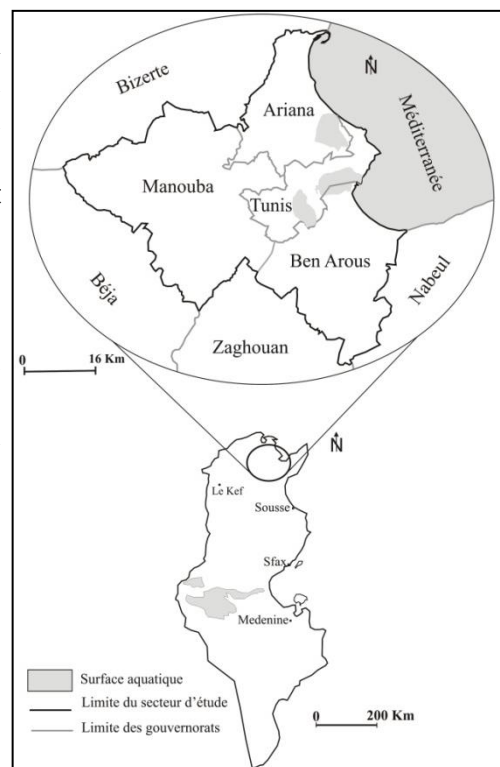 Bizerte
N
Ariana
Méditerranée
Manouba
Tunis
Ben Arous
Béja
Nabeul
Zaghouan
0 16 Km
N
Le Kef
Sousse
Sfax
Medenine
Surface aquatique
Limite du secteur d'étude
Limite des gouvernorats
0 200 Km